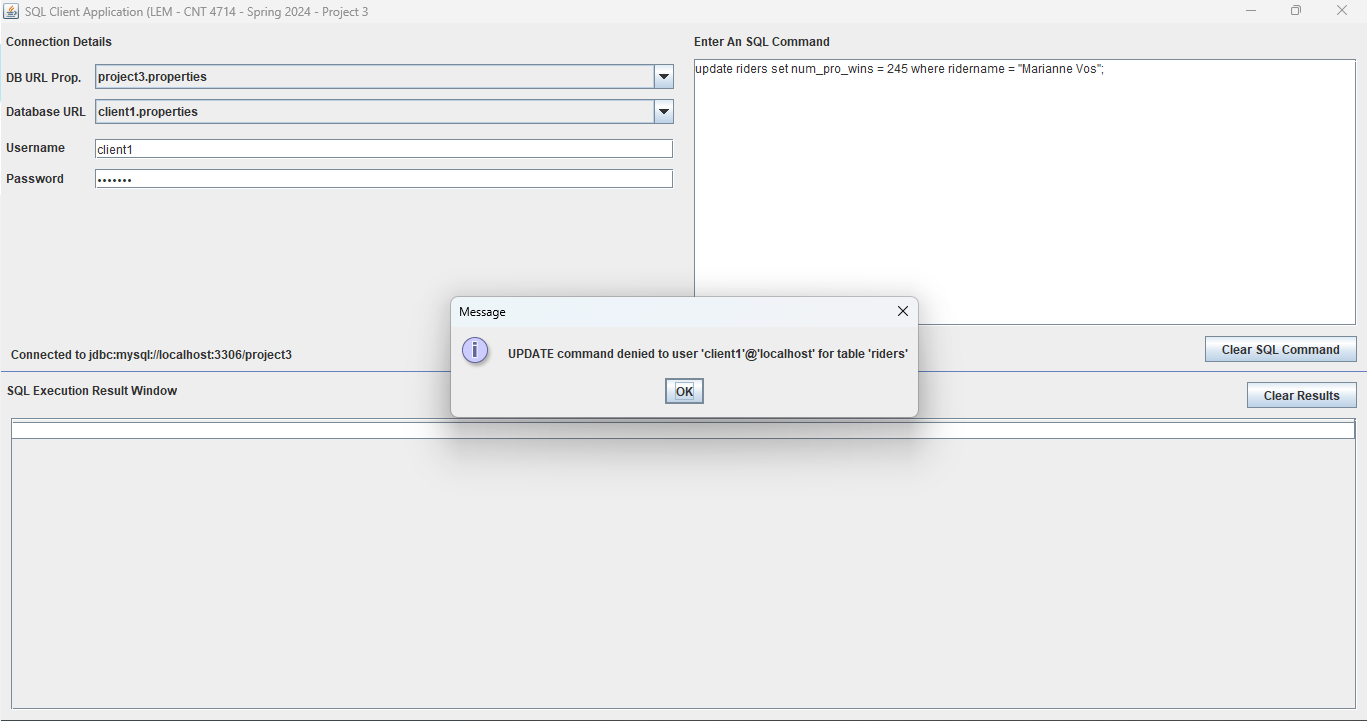 SQL Client Application (LEM - CNT 4714 - Spring 2024 - Project 3
Connection Details
DB URL Prop.
project3.properties
Database URL
client1.properties
Username
client1
Password
•••••••
Enter An SQL Command
update riders set num_pro_wins = 245 where ridername = "Marianne Vos";
Message
UPDATE command denied to user 'client1'@'localhost' for table 'riders'
OK
Connected to jdbc:mysql://localhost:3306/project3
Clear SQL Command
SQL Execution Result Window
Clear Results